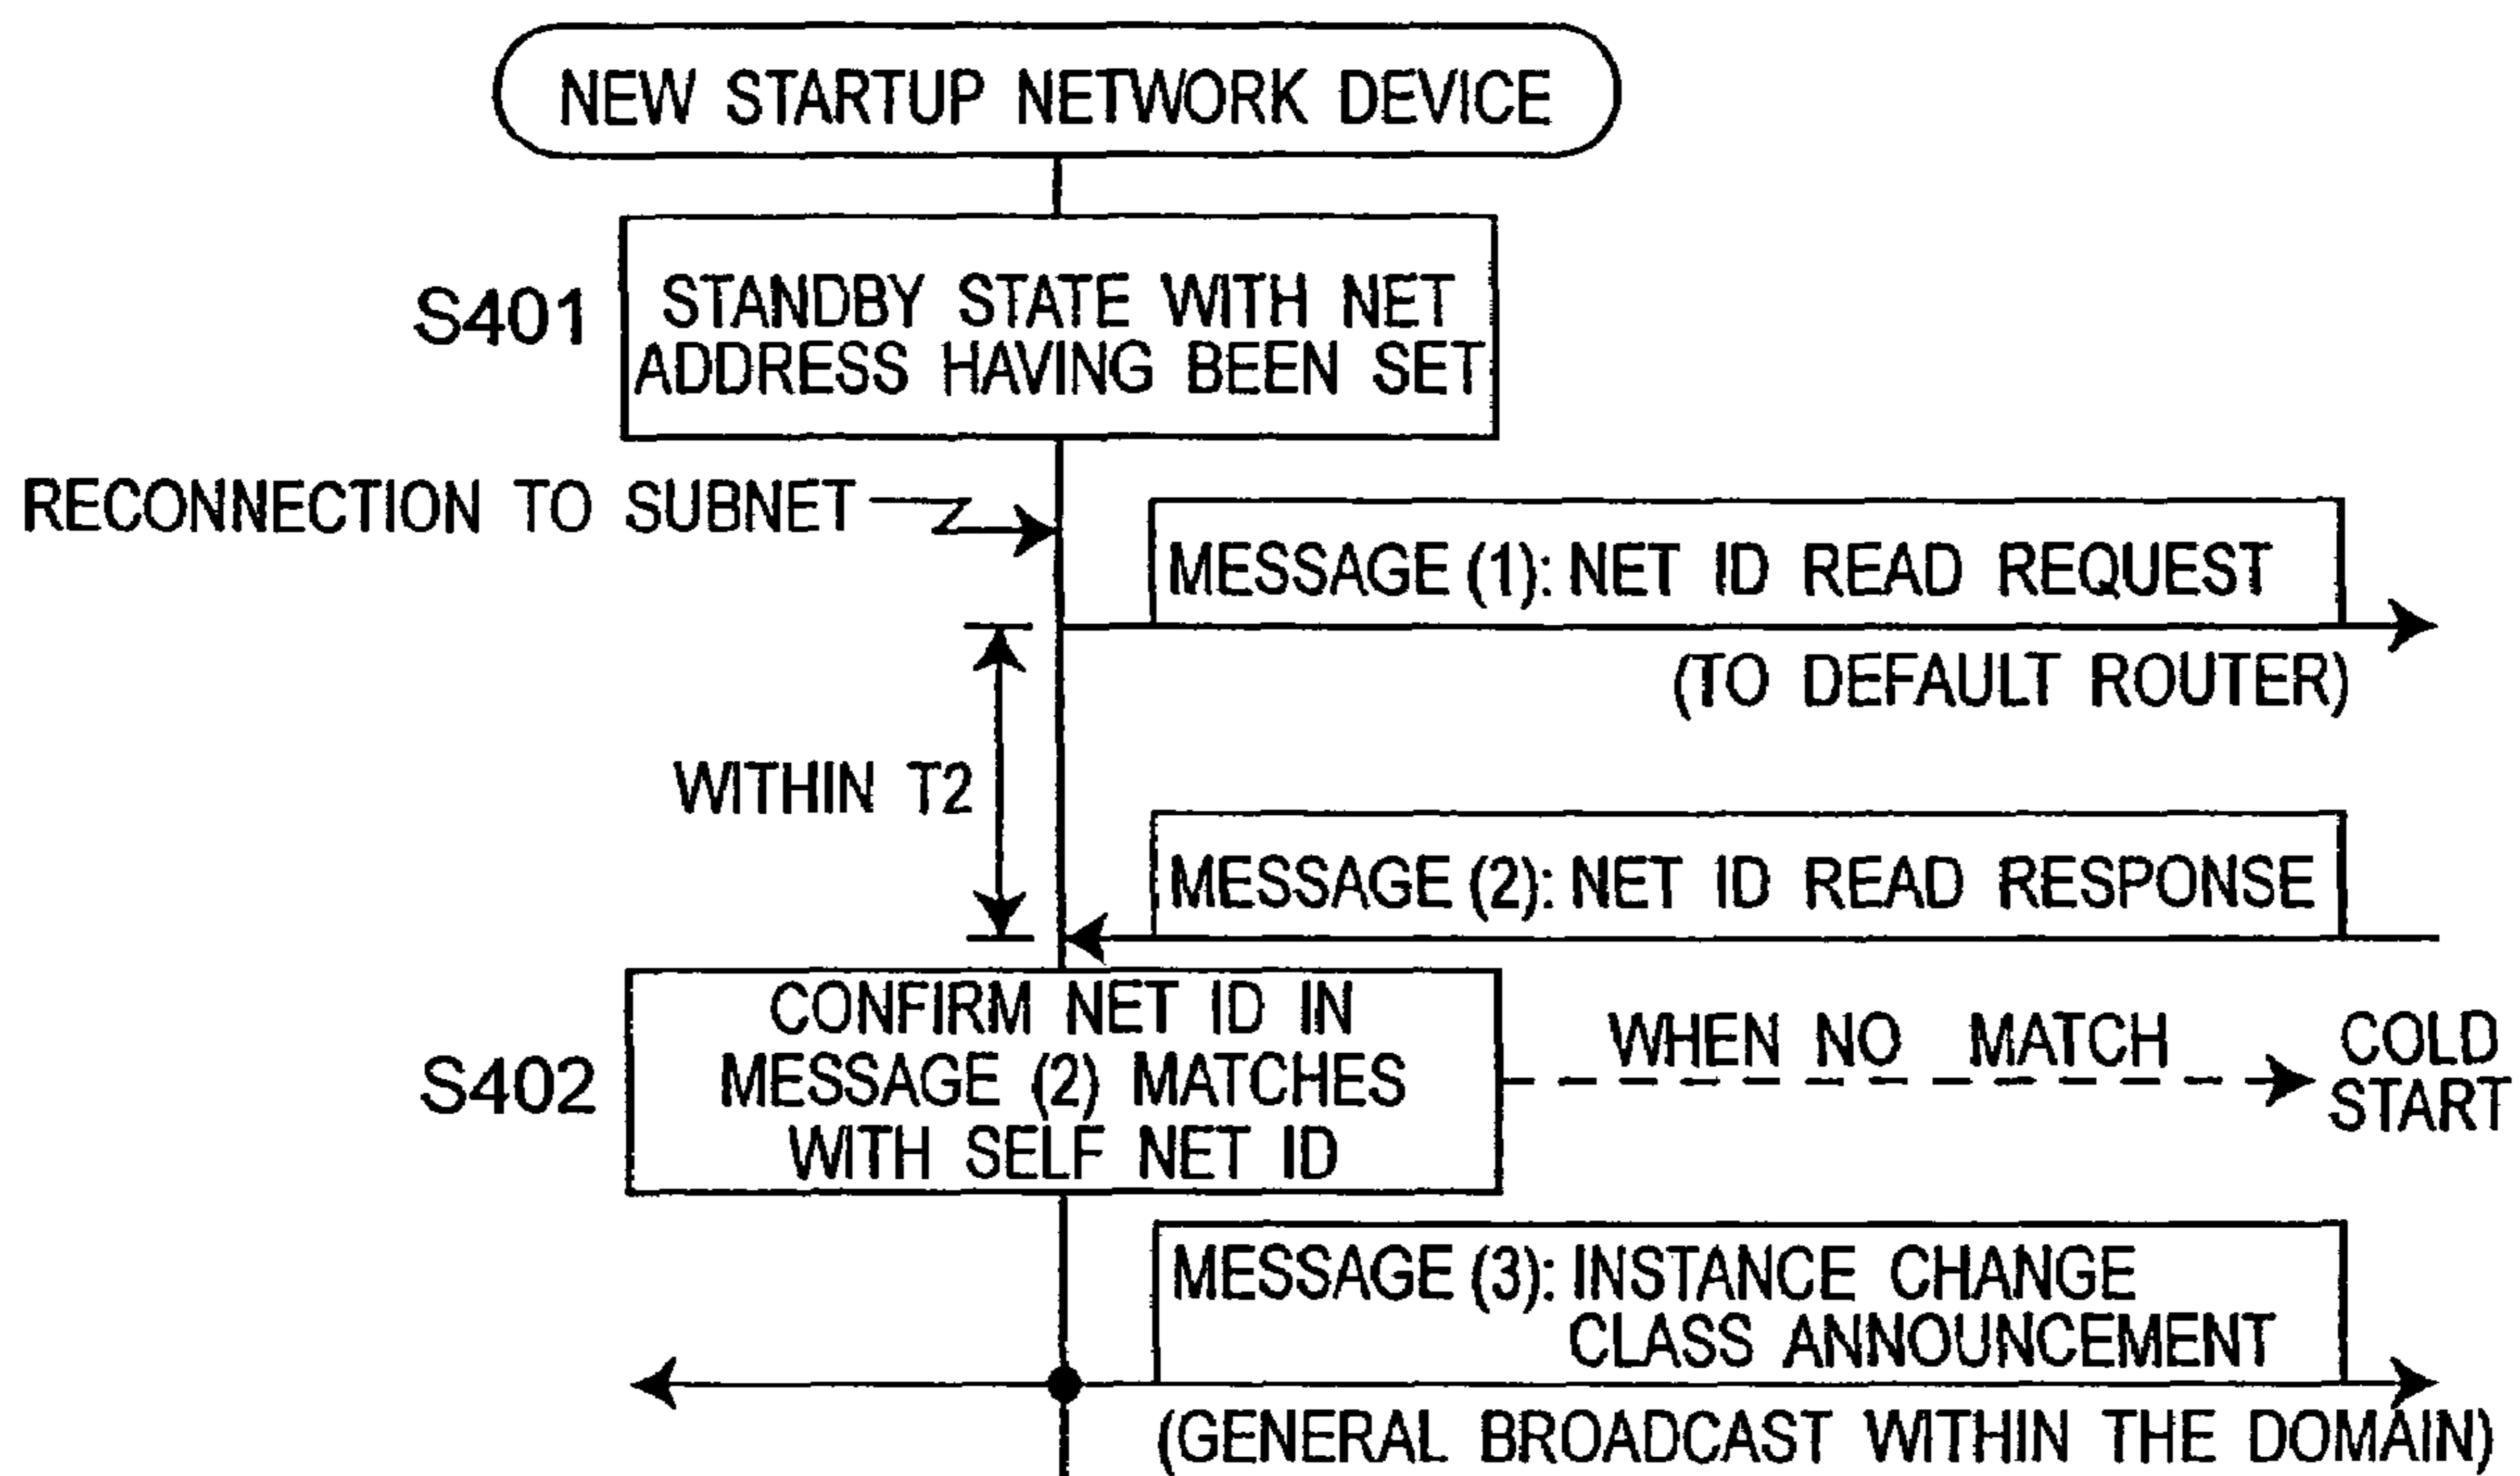 NEW STARTUP NETWORK DEVICE
S401
STANDBY STATE WITH NET
ADDRESS HAVING BEEN SET
RECONNECTION TO SUBNET
MESSAGE (1): NET ID READ REQUEST
(TO DEFAULT ROUTER)
WITHIN T2
MESSAGE (2): NET ID READ RESPONSE
S402
CONFIRM NET ID IN
MESSAGE (2) MATCHES
WITH SELF NET ID
WHEN NO MATCH
COLD
START
MESSAGE (3): INSTANCE CHANGE
CLASS ANNOUNCEMENT
(GENERAL BROADCAST WITHIN THE DOMAIN)